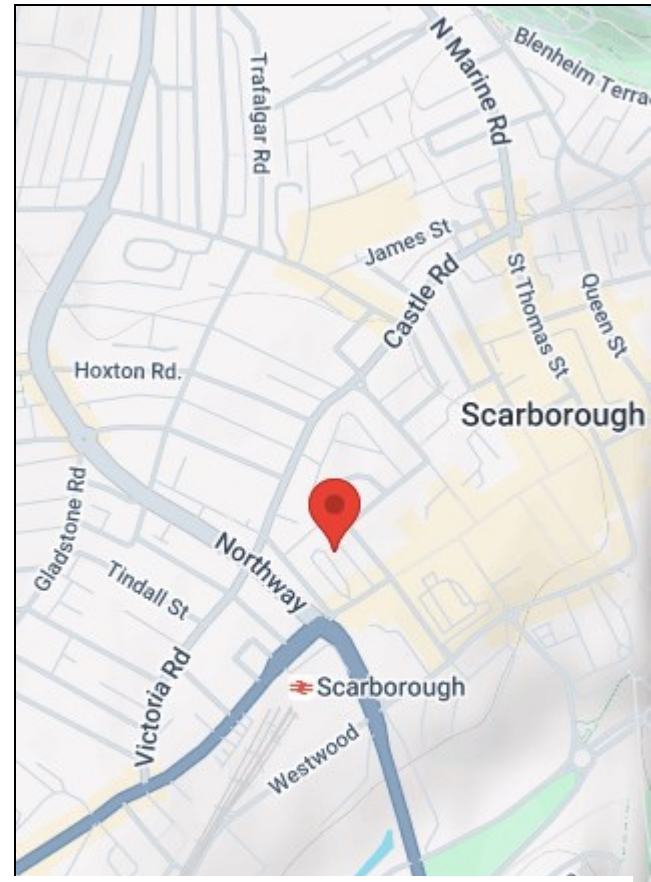 N Marine Rd
Blenheim Terra
Trafalgar Rd
James St
Castle Rd
St Thomas St
Queen St
Hoxton Rd.
Scarborough
Gladstone Rd
Northway
Tindall St
Victoria Rd
Scarborough
Westwood